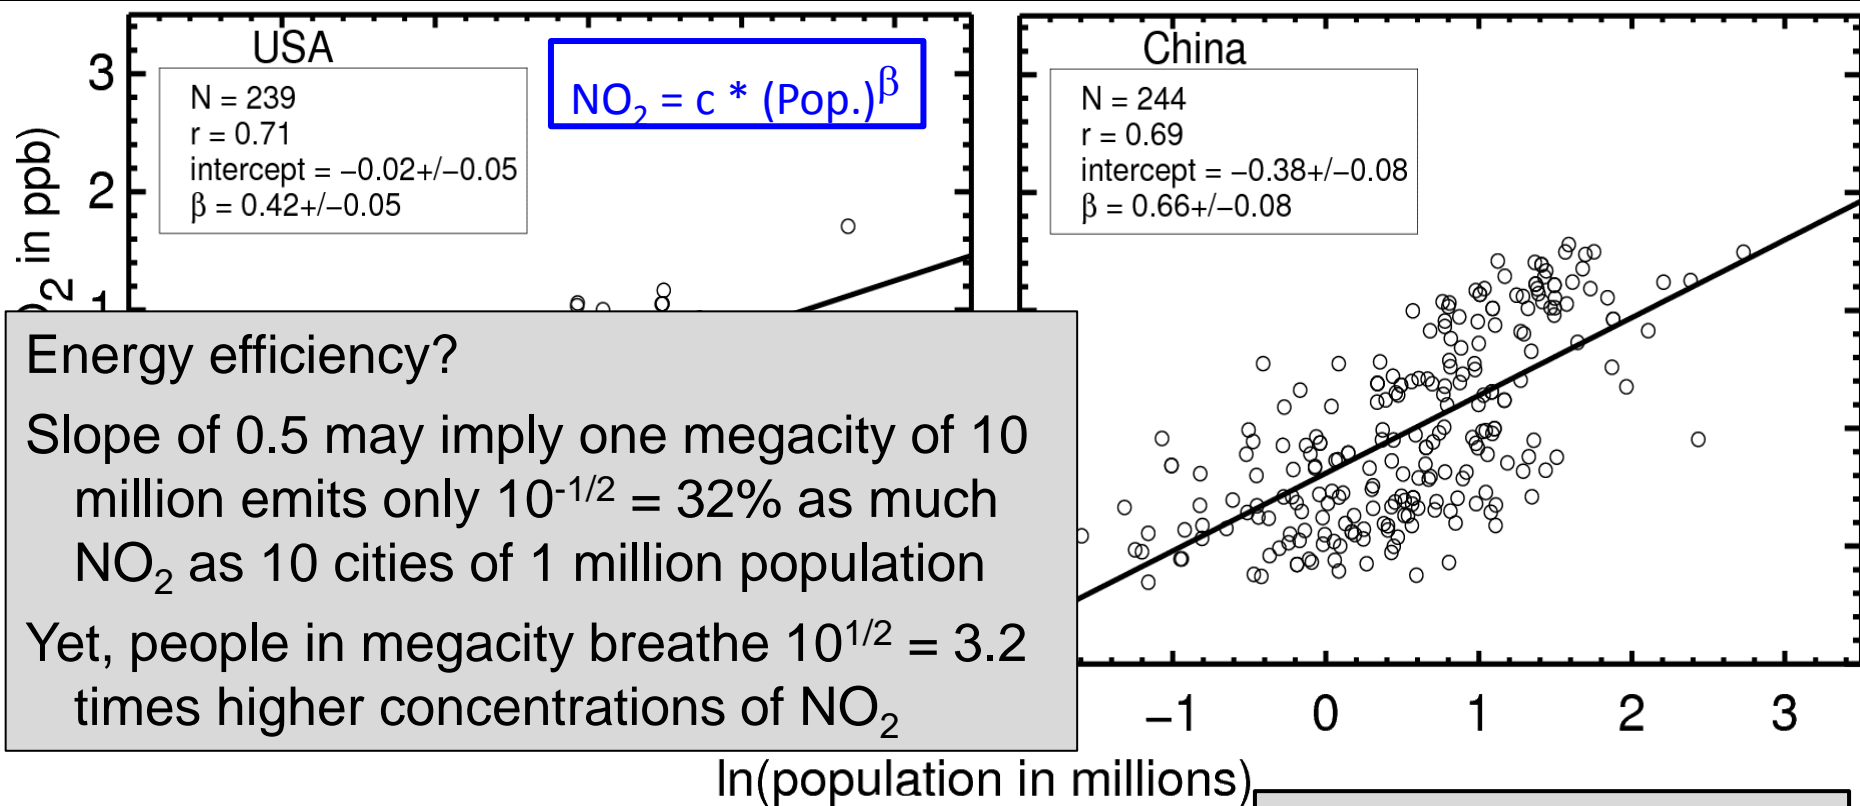 USA
N = 239
r = 0.71
intercept = −0.02+/−0.05
β = 0.42+/−0.05
NO₂ = c * (Pop.)^β
China
N = 244
r = 0.69
intercept = −0.38+/−0.08
β = 0.66+/−0.08
3
2
1
₂ in ppb)
Energy efficiency?
Slope of 0.5 may imply one megacity of 10
million emits only 10⁻¹/² = 32% as much
NO₂ as 10 cities of 1 million population
Yet, people in megacity breathe 10¹/² = 3.2
times higher concentrations of NO₂
−1 0 1 2 3
ln(population in millions)